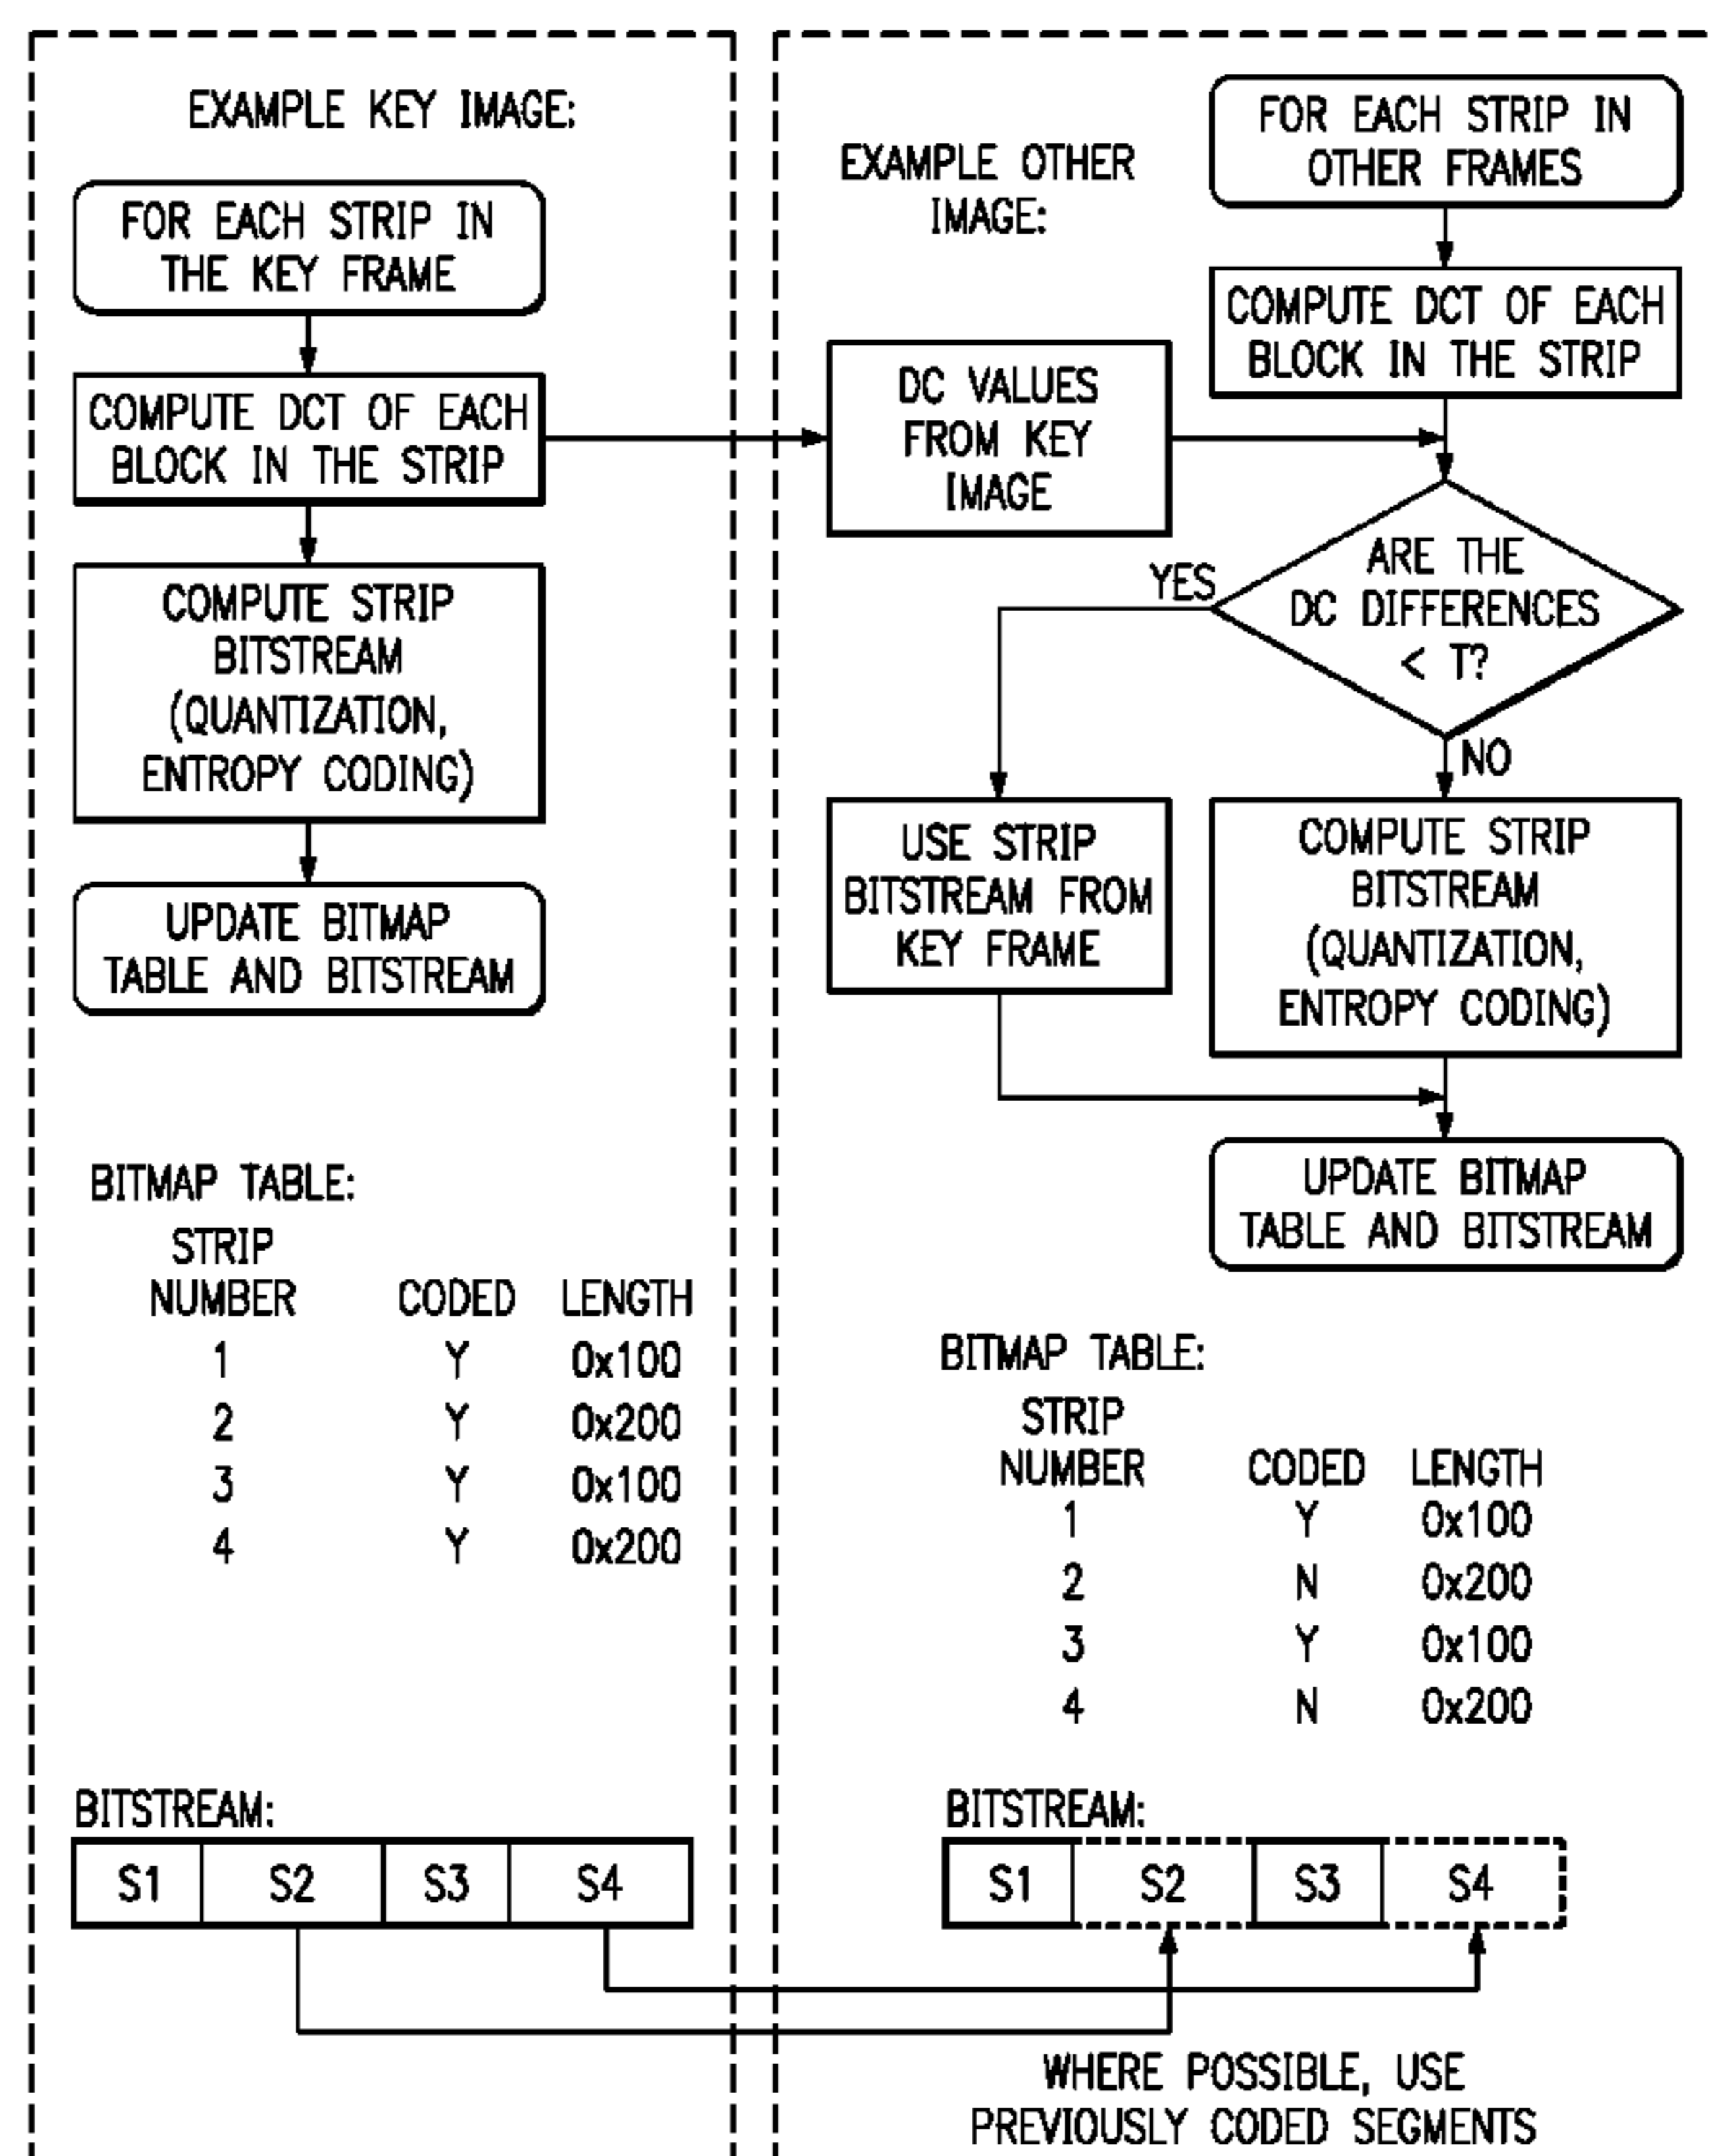 EXAMPLE KEY IMAGE:
FOR EACH STRIP IN
THE KEY FRAME
COMPUTE DCT OF EACH
BLOCK IN THE STRIP
COMPUTE STRIP
BITSTREAM
(QUANTIZATION,
ENTROPY CODING)
UPDATE BITMAP
TABLE AND BITSTREAM
BITMAP TABLE:
STRIP
NUMBER CODED LENGTH
1 Y 0x100
2 Y 0x200
3 Y 0x100
4 Y 0x200
BITSTREAM:
S1 S2 S3 S4
EXAMPLE OTHER
IMAGE:
FOR EACH STRIP IN
OTHER FRAMES
COMPUTE DCT OF EACH
BLOCK IN THE STRIP
DC VALUES
FROM KEY
IMAGE
ARE THE
DC DIFFERENCES
< T?
YES
NO
USE STRIP
BITSTREAM FROM
KEY FRAME
COMPUTE STRIP
BITSTREAM
(QUANTIZATION,
ENTROPY CODING)
UPDATE BITMAP
TABLE AND BITSTREAM
BITMAP TABLE:
STRIP
NUMBER CODED LENGTH
1 Y 0x100
2 N 0x200
3 Y 0x100
4 N 0x200
BITSTREAM:
S1 S2 S3 S4
WHERE POSSIBLE, USE
PREVIOUSLY CODED SEGMENTS